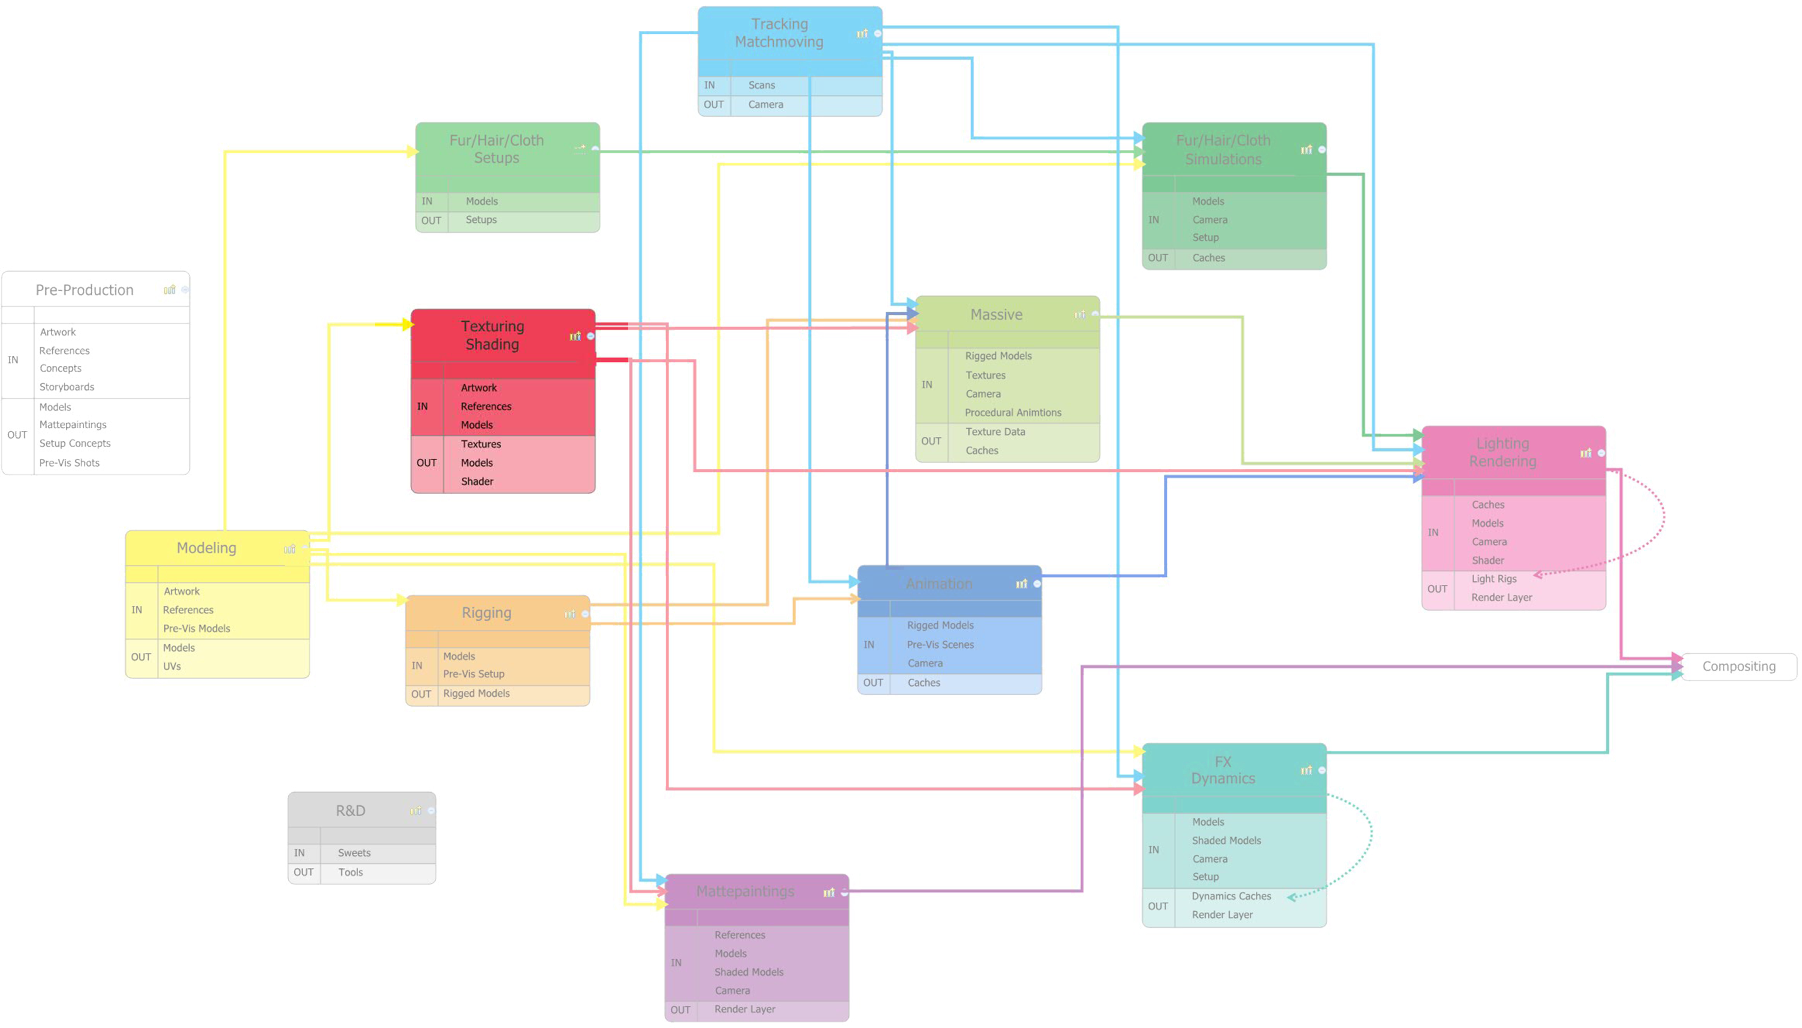 Tracking
Matchmoving
IN Scans
OUT Camera
Fur/Hair/Cloth
Setups
IN Models
OUT Setups
Fur/Hair/Cloth
Simulations
IN
Models
Camera
Setup
OUT Caches
Pre-Production
IN
Artwork
References
Concepts
Storyboards
OUT
Models
Mattepaintings
Setup Concepts
Pre-Vis Shots
Texturing
Shading
IN
Artwork
References
Models
OUT
Textures
Models
Shader
Massive
IN
Rigged Models
Textures
Camera
Procedural Animtions
OUT
Texture Data
Caches
Lighting
Rendering
IN
Caches
Models
Camera
Shader
OUT
Light Rigs
Render Layer
Modeling
IN
Artwork
References
Pre-Vis Models
OUT
Models
UVs
Rigging
IN
Models
Pre-Vis Setup
OUT Rigged Models
Animation
IN
Rigged Models
Pre-Vis Scenes
Camera
OUT Caches
Compositing
FX
Dynamics
IN
Models
Shaded Models
Camera
Setup
OUT
Dynamics Caches
Render Layer
R&D
IN Sweets
OUT Tools
Mattepaintings
IN
References
Models
Shaded Models
Camera
OUT Render Layer